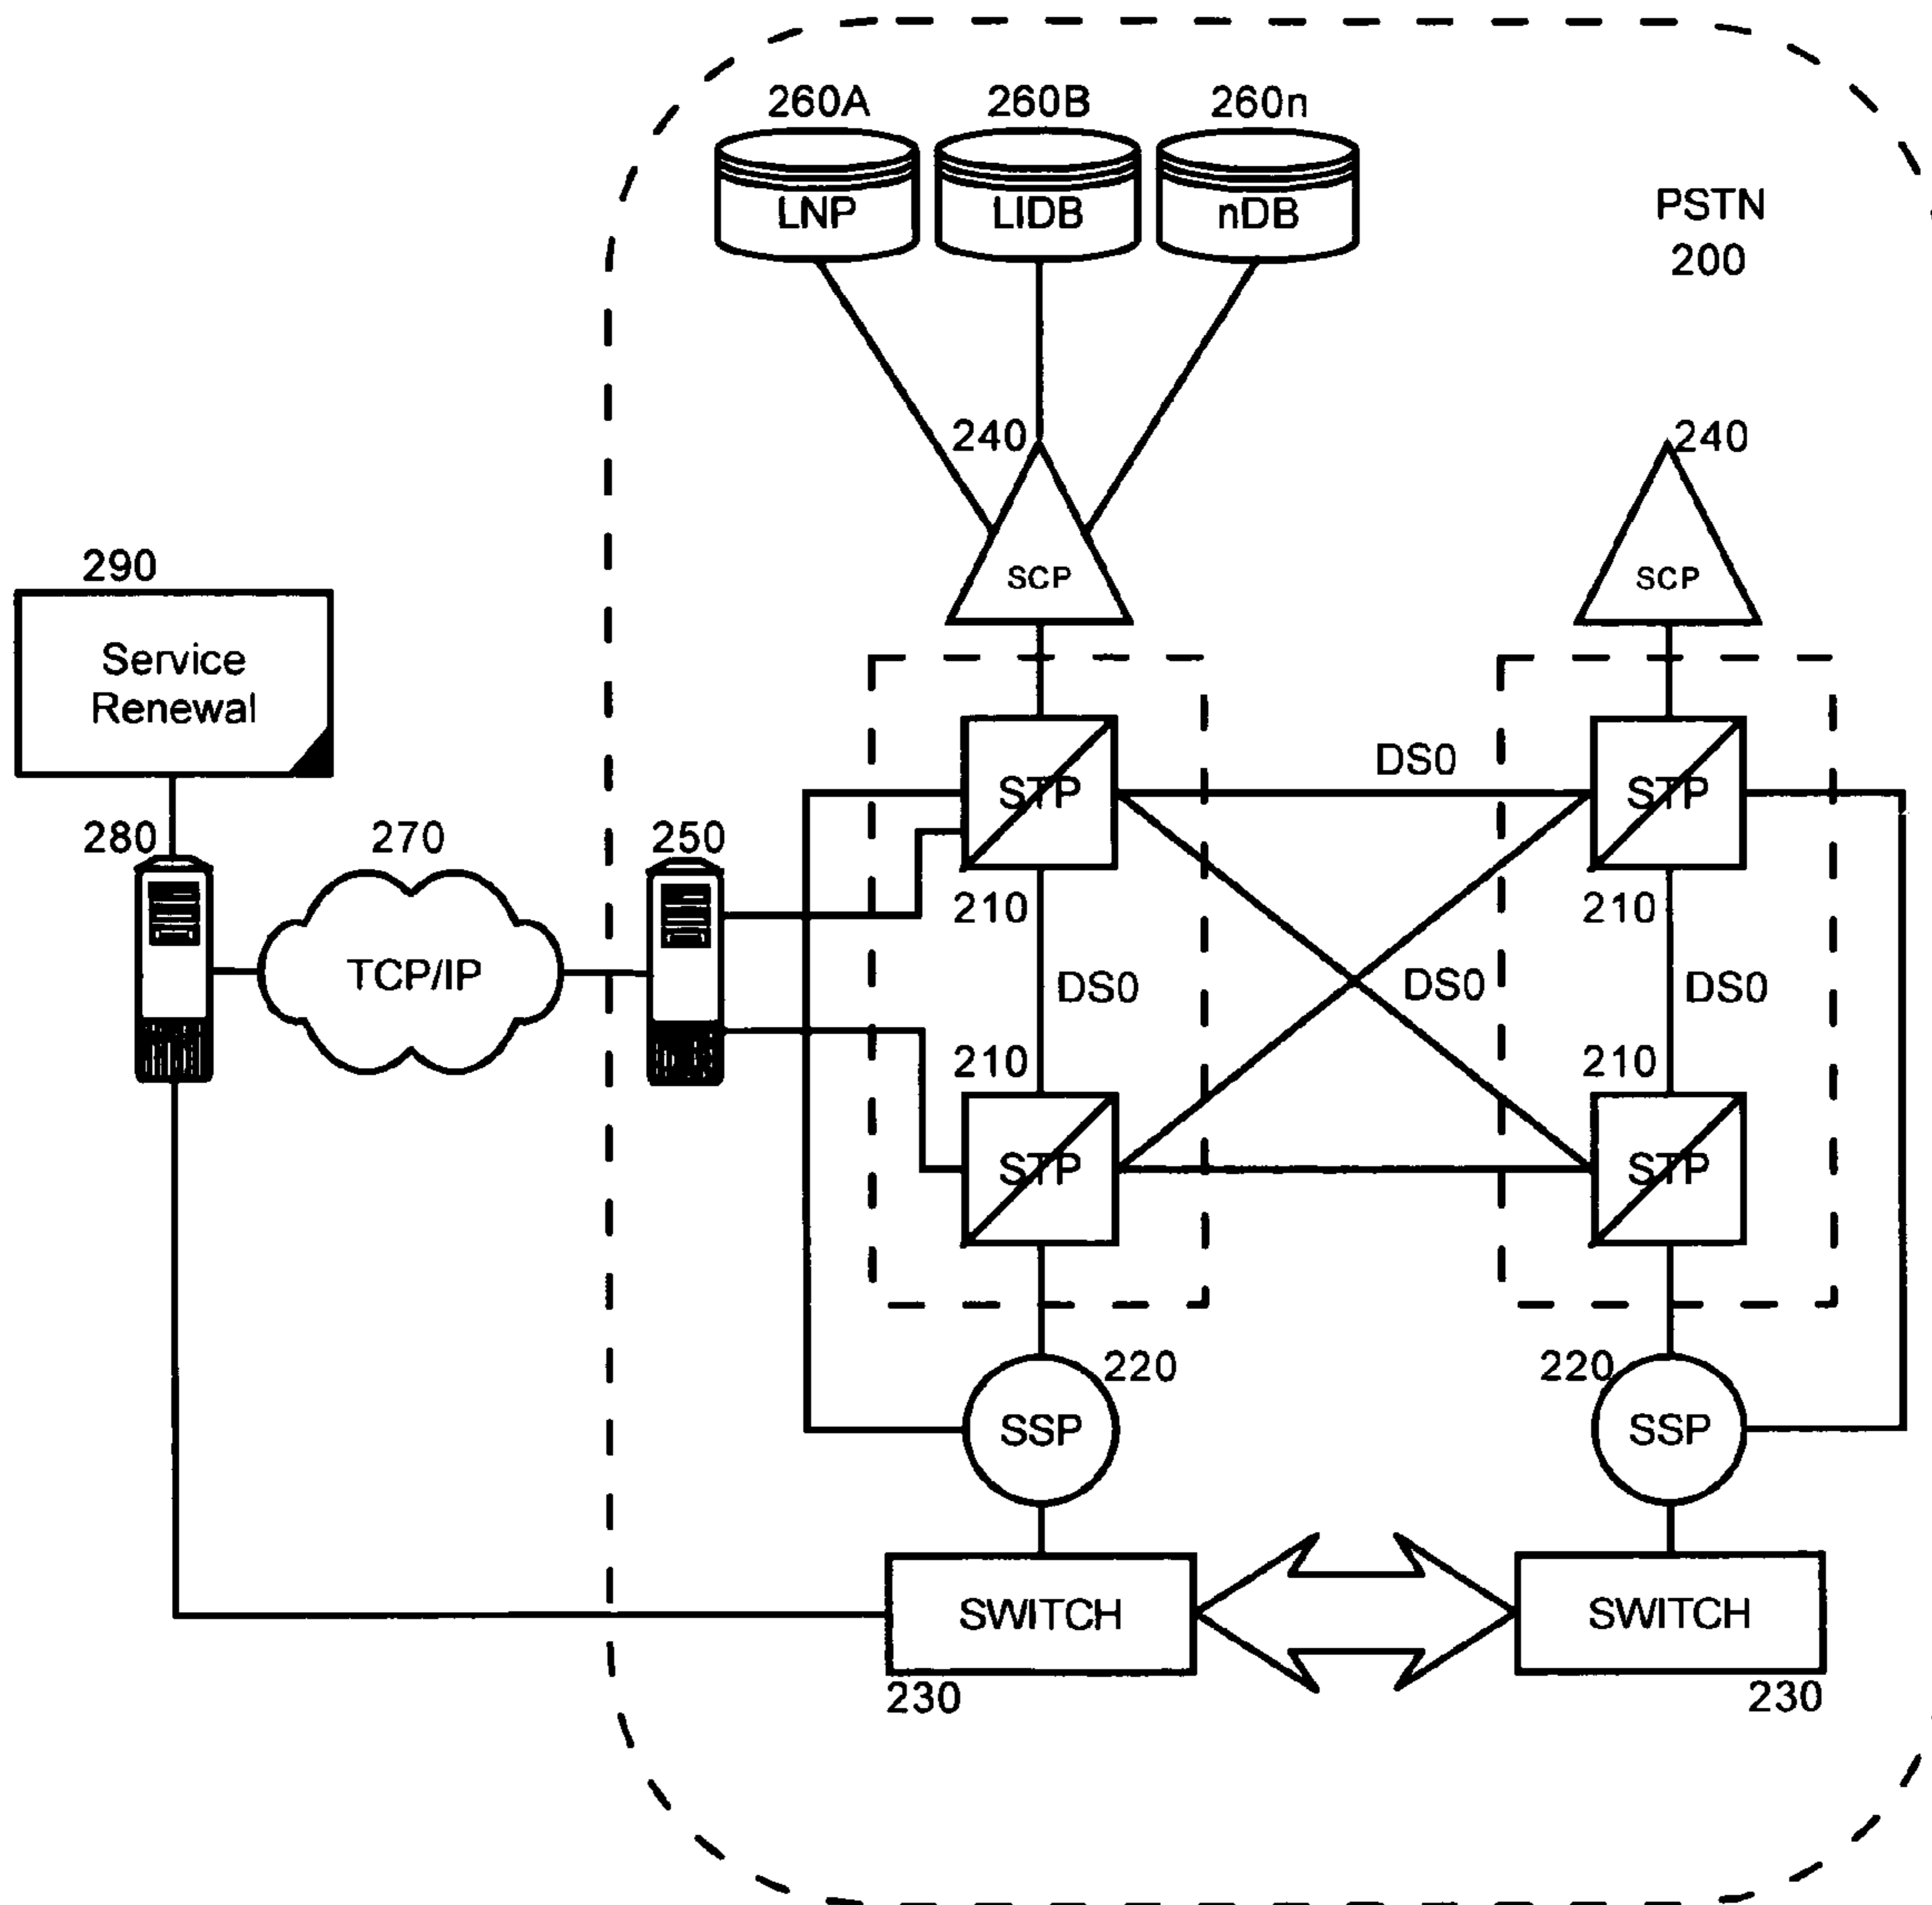 260A 260B 260n
LNP LIDB nDB
PSTN
200
240 240
SCP SCP
290
Service
Renewal
DS0
STP STP
280 270 250
210 210
TCP/IP
DS0 DS0 DS0
210 210
STP STP
220 220
SSP SSP
SWITCH SWITCH
230 230